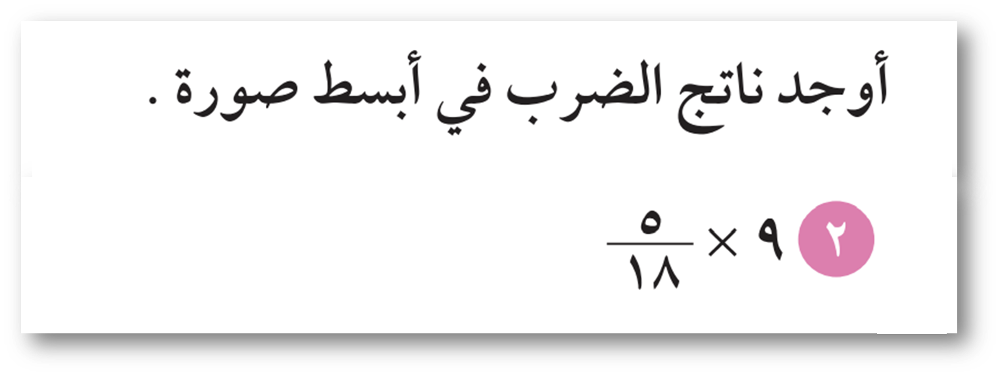 أوجد ناتج الضرب في أبسط صورة .
٢ ٩ × ٥/١٨